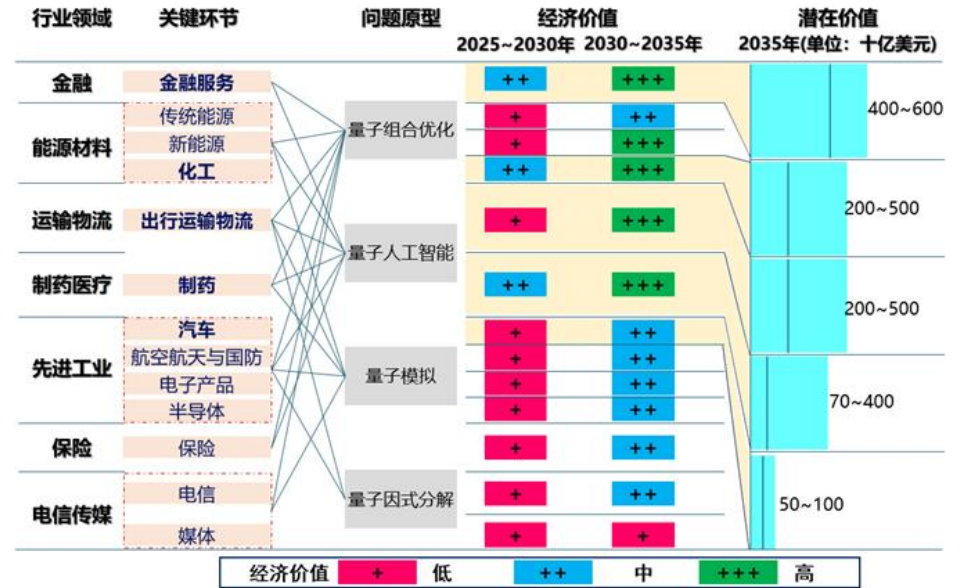 行业领域 关键环节 问题原型 经济价值 潜在价值
2025~2030年 2030~2035年 2035年(单位：十亿美元)
金融 金融服务 ++ +++
400~600
传统能源 + ++
量子组合优化
能源材料 新能源 + +++
化工 ++ +++
200~500
运输物流 出行运输物流 + +++
量子人工智能
制药医疗 制药 ++ +++
200~500
汽车 + ++
航空航天与国防 + ++
先进工业
量子模拟
电子产品 + ++
70~400
半导体 + ++
保险 保险 + ++
电信 + ++
量子因式分解
50~100
电信传媒
媒体 + +
经济价值 + 低 ++ 中 +++ 高